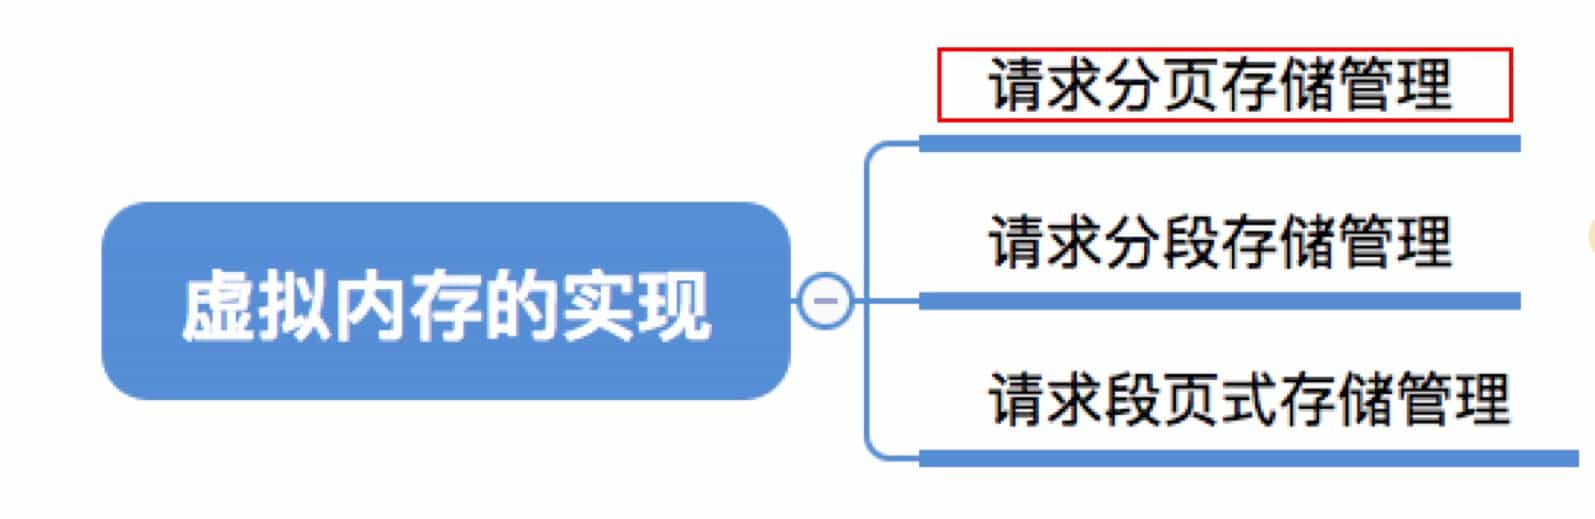 请求分页存储管理
请求分段存储管理
虚拟内存的实现
请求段页式存储管理